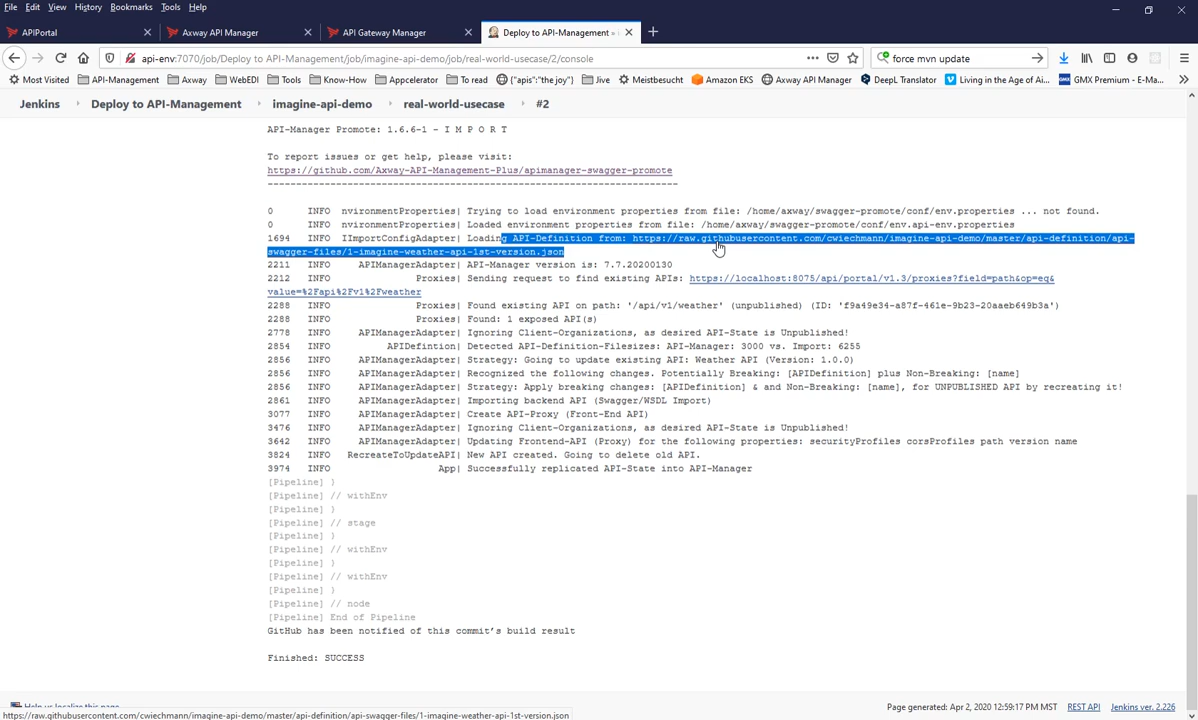 File Edit View History Bookmarks Tools Help
APIPortal
Axway API Manager
API Gateway Manager
Deploy to API-Management »
api-env:7070/job/Deploy to API-Management/job/imagine-api-demo/job/real-world-usecase/2/console
force mvn update
Most Visited API-Management Axway WebEDI Tools Know-How Appcelerator To read {"apis":"the joy"} Jive Meistbesucht Amazon EKS Axway API Manager DeepL Translator Living in the Age of Ai... GMX Premium - E-Ma...
Jenkins Deploy to API-Management imagine-api-demo real-world-usecase #2
API-Manager Promote: 1.6.6-1 - I M P O R T
To report issues or get help, please visit:
https://github.com/Axway-API-Management-Plus/apimanager-swagger-promote
--------------------------------------------------------------------------------
0 INFO nvironmentProperties| Trying to load environment properties from file: /home/axway/swagger-promote/conf/env.properties ... not found.
0 INFO nvironmentProperties| Loaded environment properties from file: /home/axway/swagger-promote/conf/env.api-env.properties
1694 INFO IImportConfigAdapter| Loading API-Definition from: https://raw.githubusercontent.com/cwiechmann/imagine-api-demo/master/api-definition/api-
swagger-files/1-imagine-weather-api-1st-version.json
2211 INFO APIManagerAdapter| API-Manager version is: 7.7.20200130
2212 INFO Proxies| Sending request to find existing APIs: https://localhost:8075/api/portal/v1.3/proxies?field=path&op=eq&
value=%2Fapi%2Fv1%2Fweather
2288 INFO Proxies| Found existing API on path: '/api/v1/weather' (unpublished) (ID: 'f9a49e34-a87f-461e-9b23-20aaeb649b3a')
2288 INFO Proxies| Found: 1 exposed API(s)
2778 INFO APIManagerAdapter| Ignoring Client-Organizations, as desired API-State is Unpublished!
2854 INFO APIDefintion| Detected API-Definition-Filesizes: API-Manager: 3000 vs. Import: 6255
2856 INFO APIManagerAdapter| Strategy: Going to update existing API: Weather API (Version: 1.0.0)
2856 INFO APIManagerAdapter| Recognized the following changes. Potentially Breaking: [APIDefinition] plus Non-Breaking: [name]
2856 INFO APIManagerAdapter| Strategy: Apply breaking changes: [APIDefinition] & and Non-Breaking: [name], for UNPUBLISHED API by recreating it!
2861 INFO APIManagerAdapter| Importing backend API (Swagger/WSDL Import)
3077 INFO APIManagerAdapter| Create API-Proxy (Front-End API)
3476 INFO APIManagerAdapter| Ignoring Client-Organizations, as desired API-State is Unpublished!
3642 INFO APIManagerAdapter| Updating Frontend-API (Proxy) for the following properties: securityProfiles corsProfiles path version name
3824 INFO RecreateToUpdateAPI| New API created. Going to delete old API.
3974 INFO App| Successfully replicated API-State into API-Manager
[Pipeline] }
[Pipeline] // withEnv
[Pipeline] }
[Pipeline] // stage
[Pipeline] }
[Pipeline] // withEnv
[Pipeline] }
[Pipeline] // withEnv
[Pipeline] }
[Pipeline] // node
[Pipeline] End of Pipeline
GitHub has been notified of this commit's build result
Finished: SUCCESS
Help us localize this page
Page generated: Apr 2, 2020 12:59:17 PM MST REST API Jenkins ver. 2.226
https://raw.githubusercontent.com/cwiechmann/imagine-api-demo/master/api-definition/api-swagger-files/1-imagine-weather-api-1st-version.json